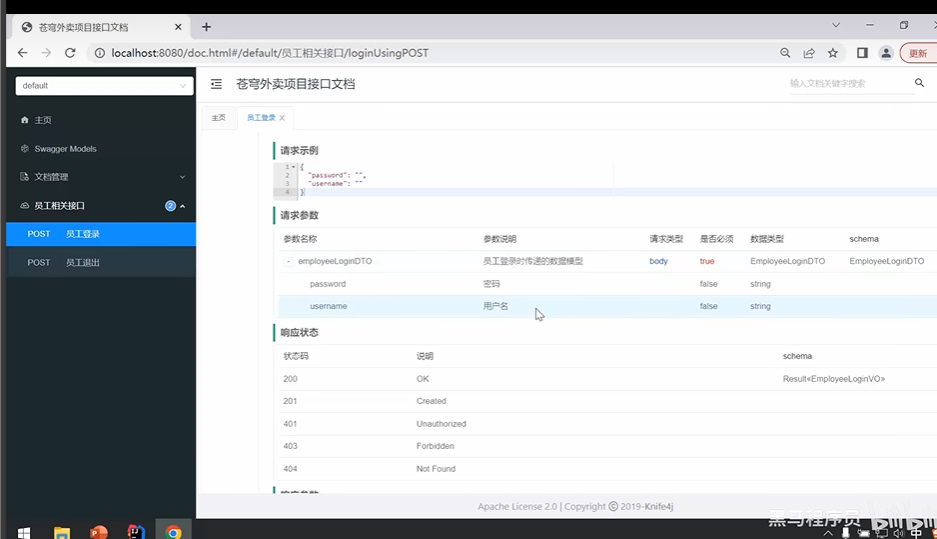 苍穹外卖项目接口文档
localhost:8080/doc.html#/default/员工相关接口/loginUsingPOST
更新
default
苍穹外卖项目接口文档
输入文档关键字搜索
主页
Swagger Models
文档管理
员工相关接口 2
POST 员工登录
POST 员工退出
主页 员工登录
请求示例
1 {
2 "password": "",
3 "username": ""
4 }
请求参数
参数名称 参数说明 请求类型 是否必须 数据类型 schema
employeeLoginDTO 员工登录时传递的数据模型 body true EmployeeLoginDTO EmployeeLoginDTO
password 密码 false string
username 用户名 false string
响应状态
状态码 说明 schema
200 OK Result«EmployeeLoginVO»
201 Created
401 Unauthorized
403 Forbidden
404 Not Found
Apache License 2.0 | Copyright © 2019-Knife4j
黑马程序员 bilibili
中